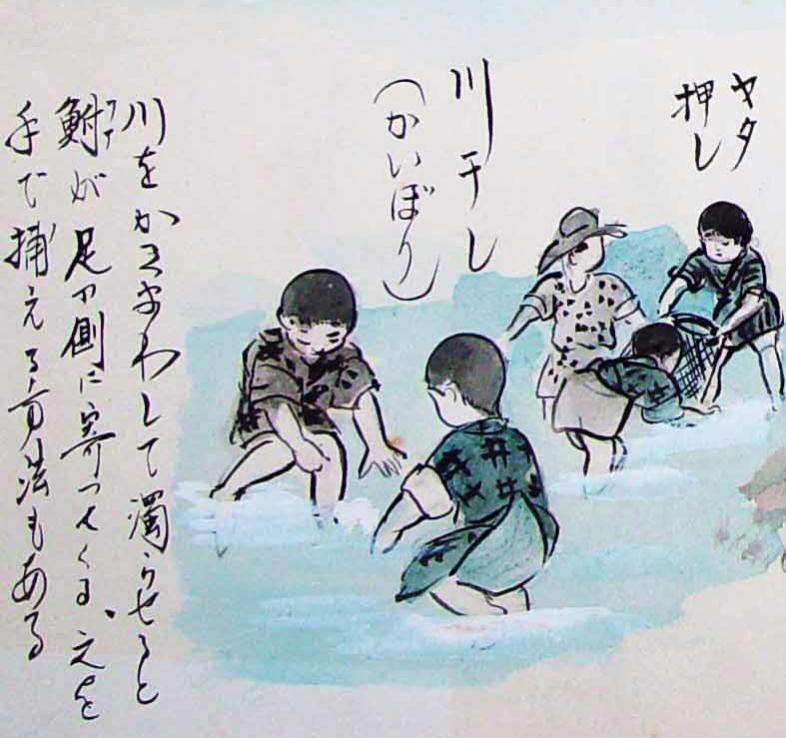 ヤタ
押し
川干し
(かいぼり)
川をかきまわして濁らせると
鮒が足の側に寄ってくる、之を
手で捕える方法もある